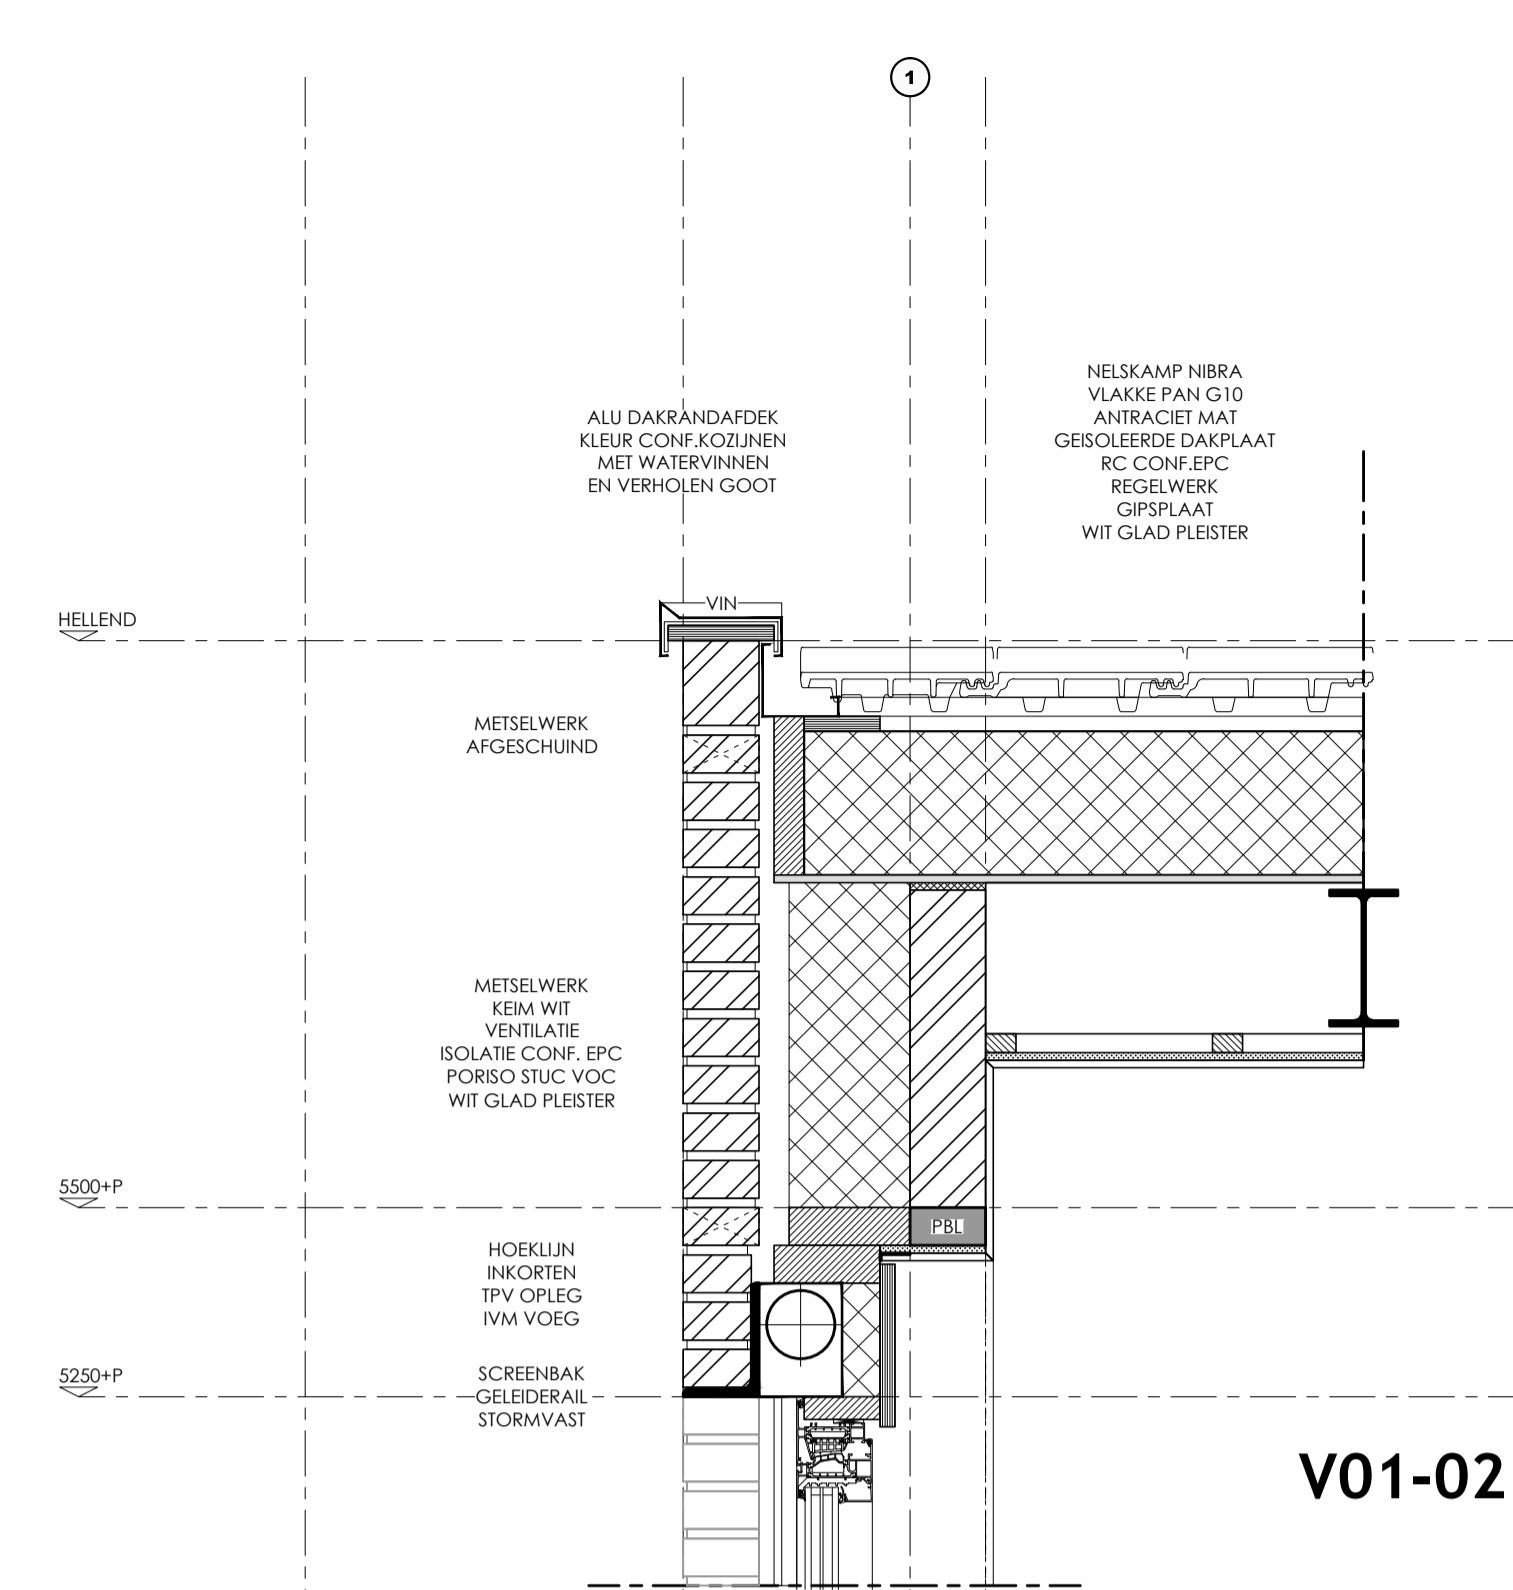 1
NELSKAMP NIBRA
VLAKKE PAN G10
ANTRACIET MAT
GEISOLEERDE DAKPLAAT
RC CONF.EPC
REGELWERK
GIPSPLAAT
WIT GLAD PLEISTER
ALU DAKRANDAFDEK
KLEUR CONF.KOZIJNEN
MET WATERVINNEN
EN VERHOLEN GOOT
VIN
HELLEND
METSELWERK
AFGESCHUIND
METSELWERK
KEIM WIT
VENTILATIE
ISOLATIE CONF. EPC
PORISO STUC VOC
WIT GLAD PLEISTER
5500+P
PBL
HOEKLIJN
INKORTEN
TPV OPLEG
IVM VOEG
5250+P
SCREENBAK
GELEIDERAIL
STORMVAST
V01-02